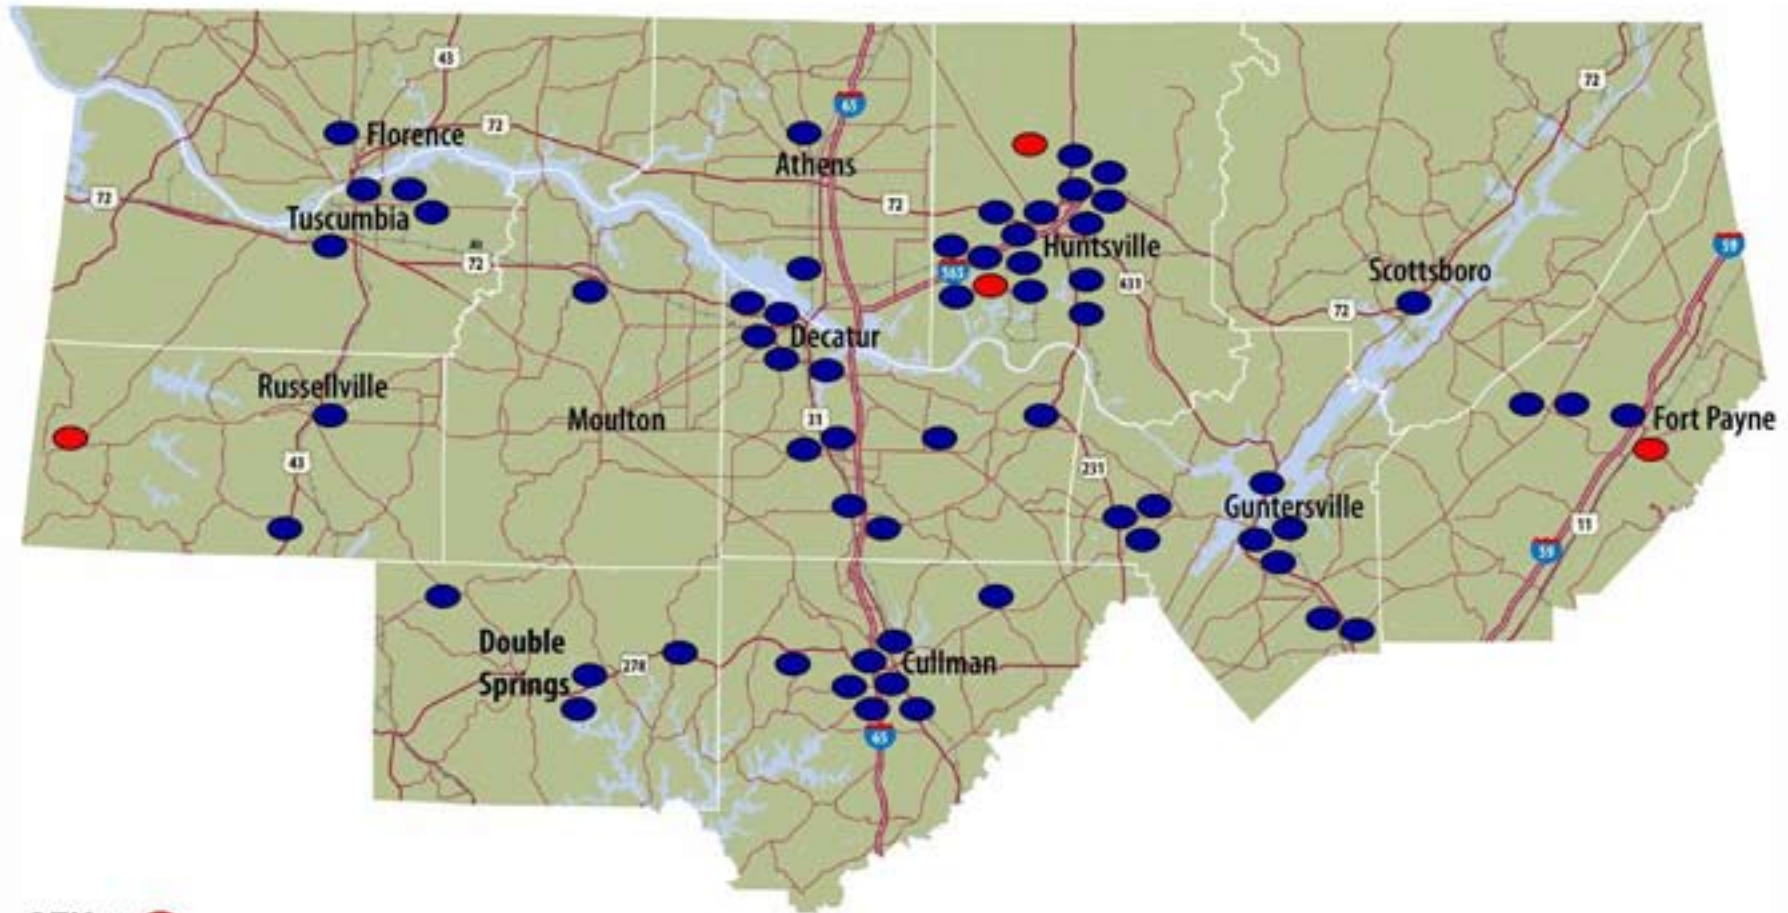 43
72
72
65
Florence
Athens
72
72
Tuscumbia
72
Huntsville
59
565
431
Scottsboro
72
Decatur
Russellville
Moulton
31
Fort Payne
43
231
Guntersville
11
59
Double
Springs
278
Cullman
65